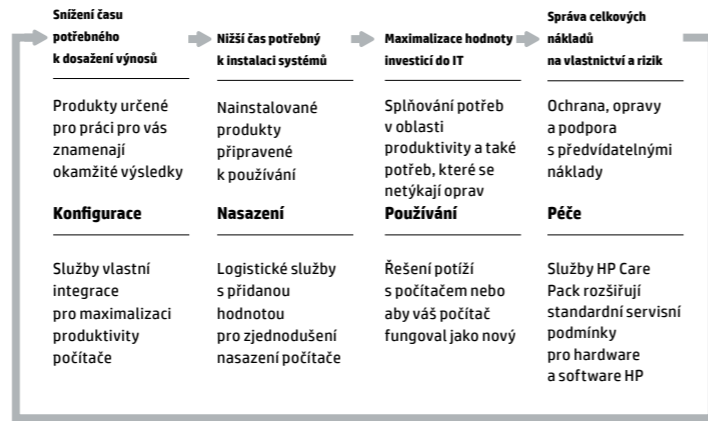 Snížení času
potřebného
k dosažení výnosů
Produkty určené
pro práci pro vás
znamenají
okamžité výsledky
Konfigurace
Služby vlastní
integrace
pro maximalizaci
produktivity
počítače
Nižší čas potřebný
k instalaci systémů
Nainstalované
produkty
připravené
k používání
Nasazení
Logistické služby
s přidanou
hodnotou
pro zjednodušení
nasazení počítače
Maximalizace hodnoty
investicí do IT
Splňování potřeb
v oblasti
produktivity a také
potřeb, které se
netýkají oprav
Používání
Řešení potíží
s počítačem nebo
aby váš počítač
fungoval jako nový
Správa celkových
nákladů
na vlastnictví a rizik
Ochrana, opravy
a podpora
s předvídatelnými
náklady
Péče
Služby HP Care
Pack rozšiřují
standardní servisní
podmínky
pro hardware
a software HP